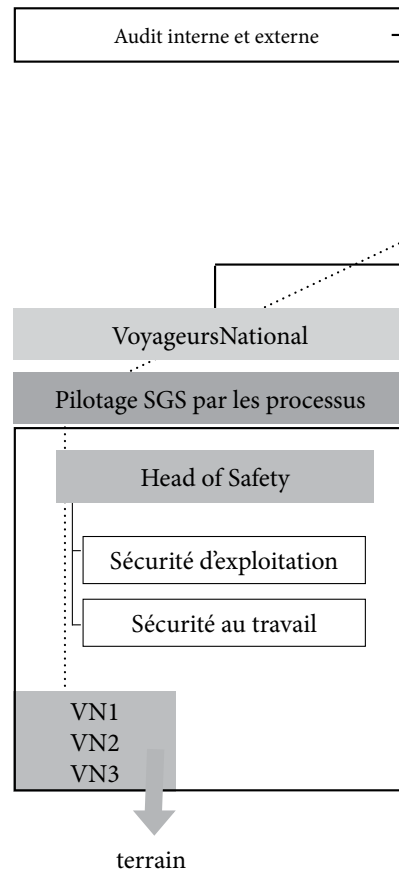 Audit interne et externe
VoyageursNational
Pilotage SGS par les processus
Head of Safety
Sécurité d'exploitation
Sécurité au travail
VN1
VN2
VN3
terrain